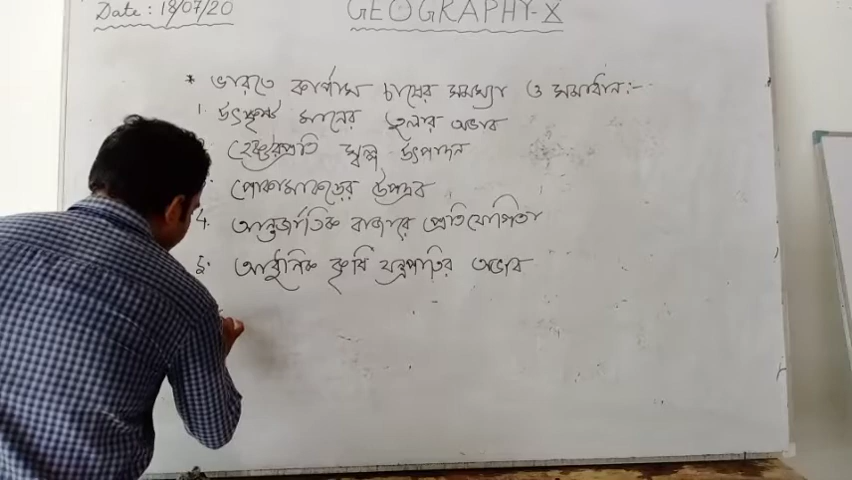 Date : 18/07/20
GEOGRAPHY-X
* ভারতে কার্পাস চাষের সমস্যা ও সমাধান:-
1. উৎকৃষ্ট মানের তুলার অভাব
হেক্টরপ্রতি স্বল্প উৎপাদন
পোকামাকড়ের উপদ্রব
4. আন্তর্জাতিক বাজারে প্রতিযোগিতা
5. আধুনিক কৃষি যন্ত্রপাতির অভাব